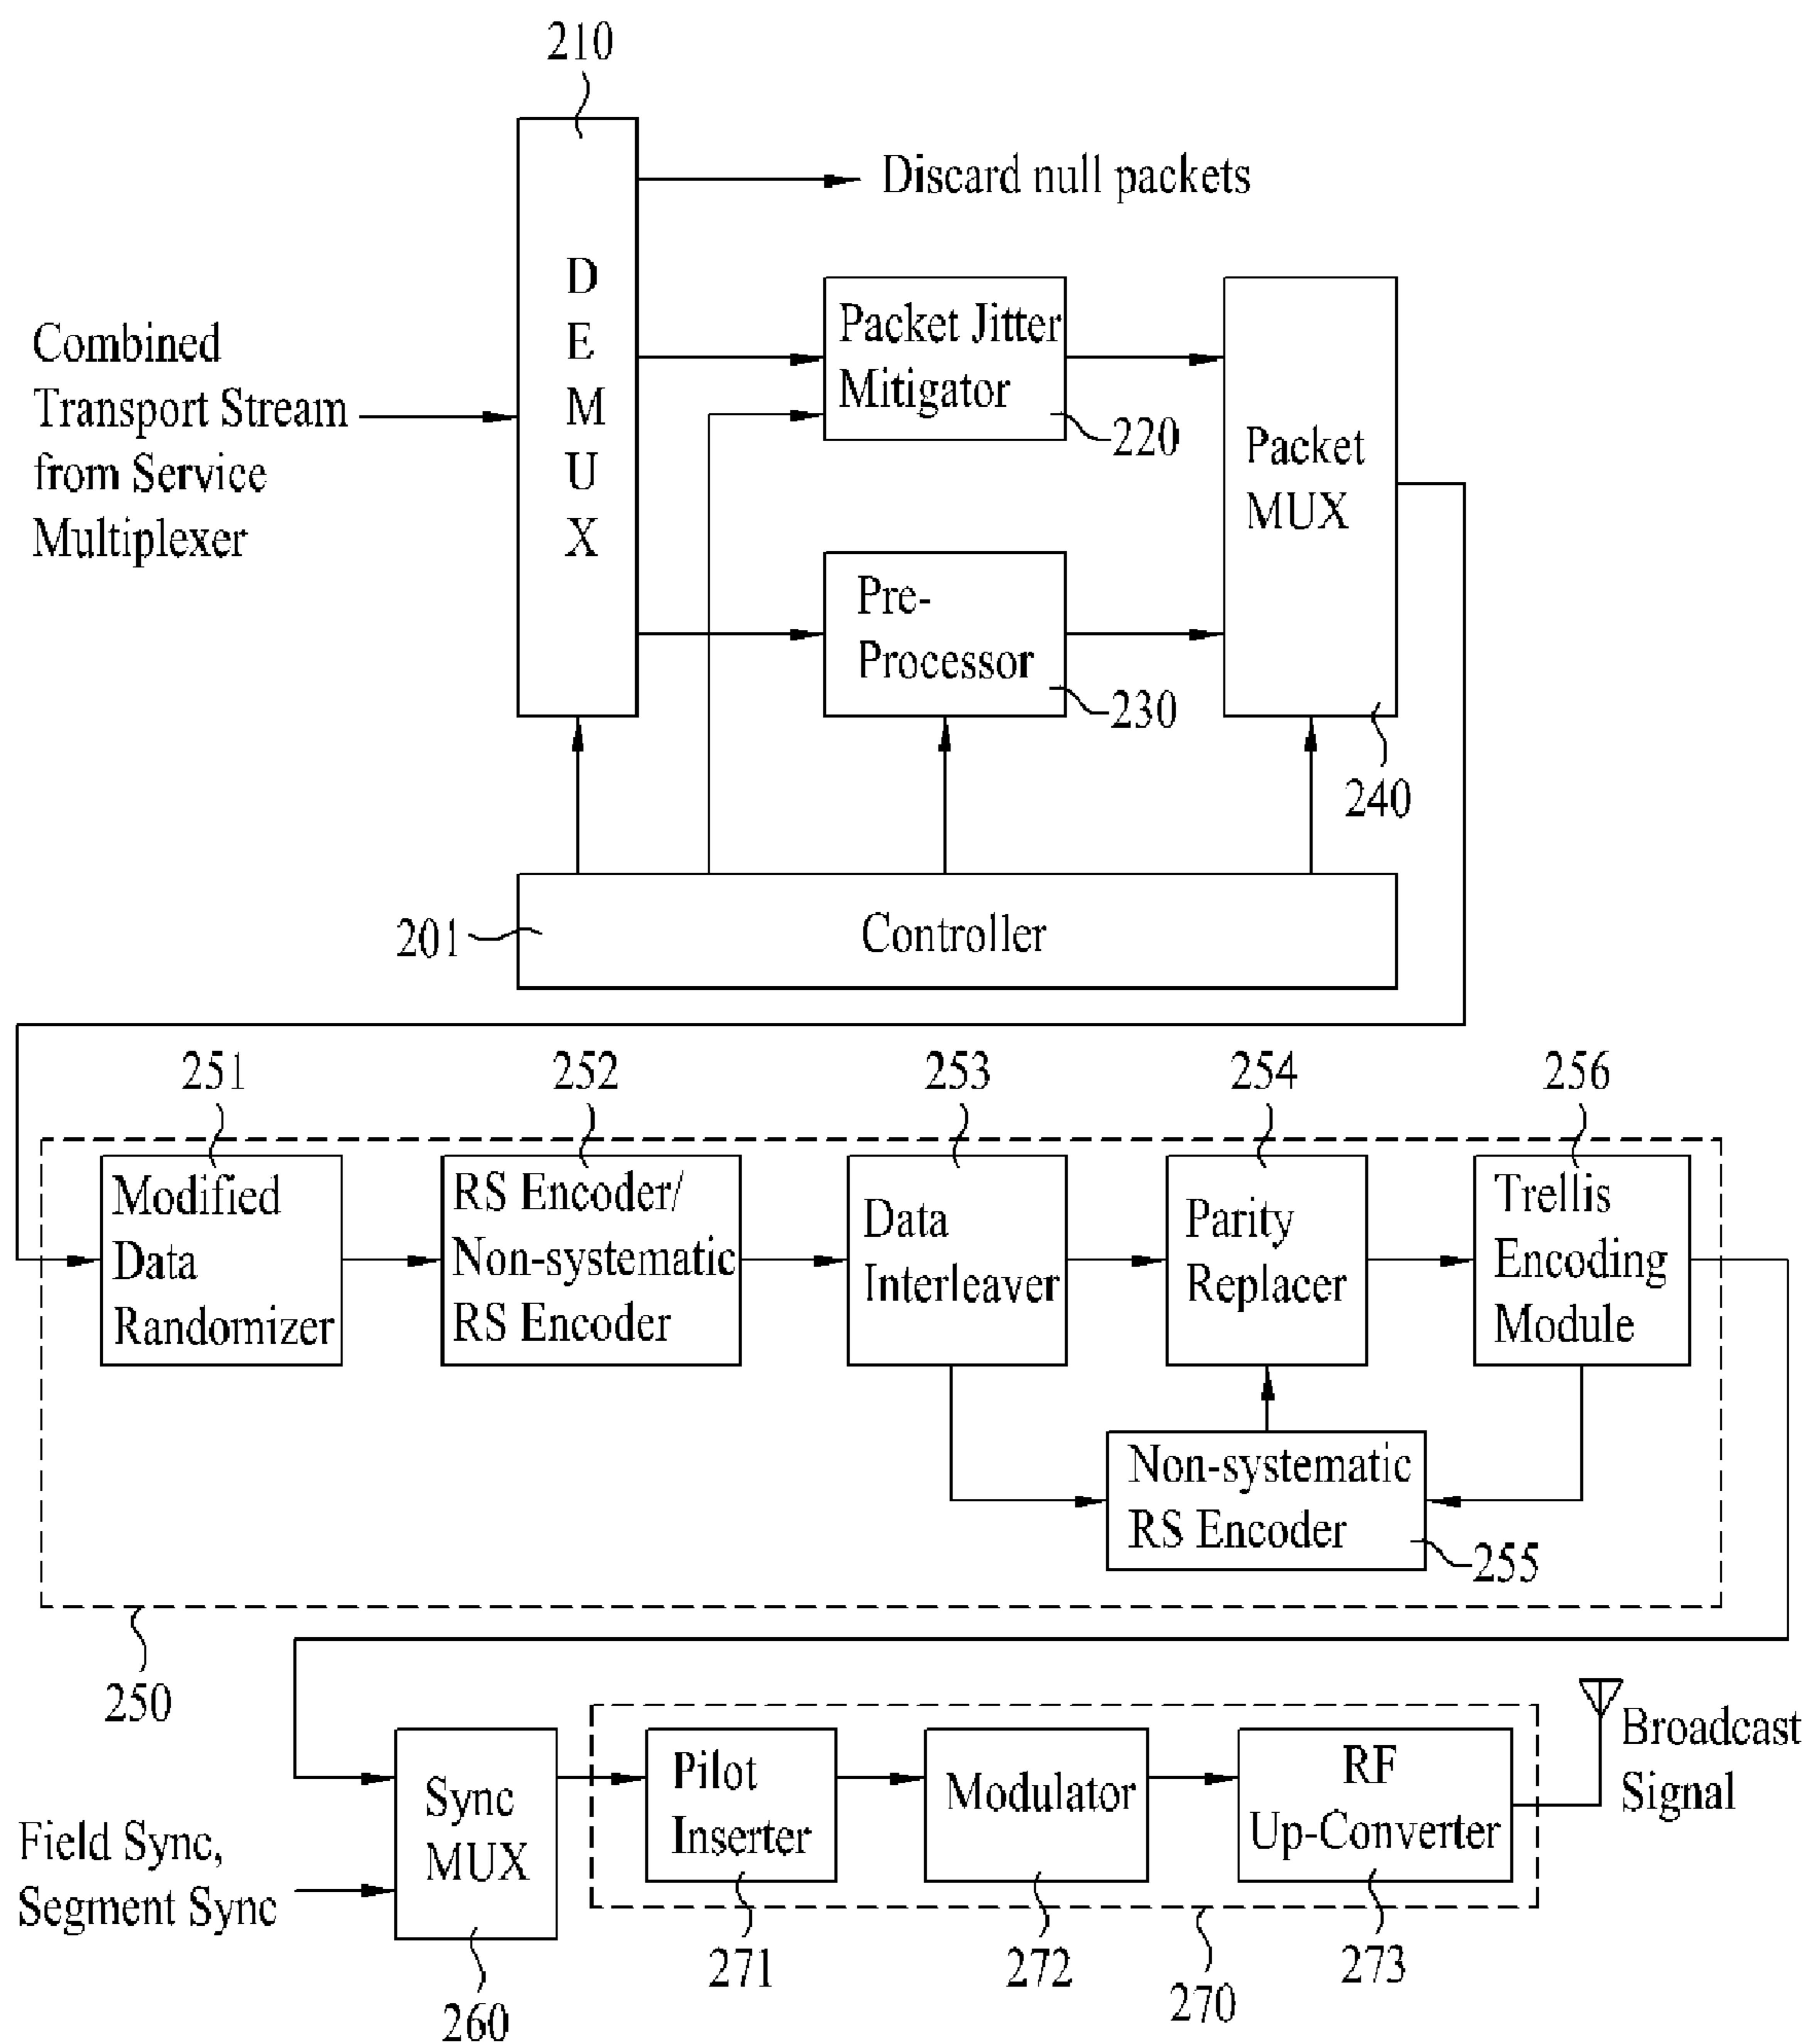 210
Discard null packets
D
E
M
U
X
Combined
Transport Stream
from Service
Multiplexer
Packet Jitter
Mitigator
220
Packet
MUX
Pre-
Processor
230
240
201
Controller
251
252
253
254
256
Modified
Data
Randomizer
RS Encoder/
Non-systematic
RS Encoder
Data
Interleaver
Parity
Replacer
Trellis
Encoding
Module
Non-systematic
RS Encoder
255
250
Sync
MUX
Field Sync,
Segment Sync
260
Pilot
Inserter
Modulator
RF
Up-Converter
Broadcast
Signal
271
272
273
270